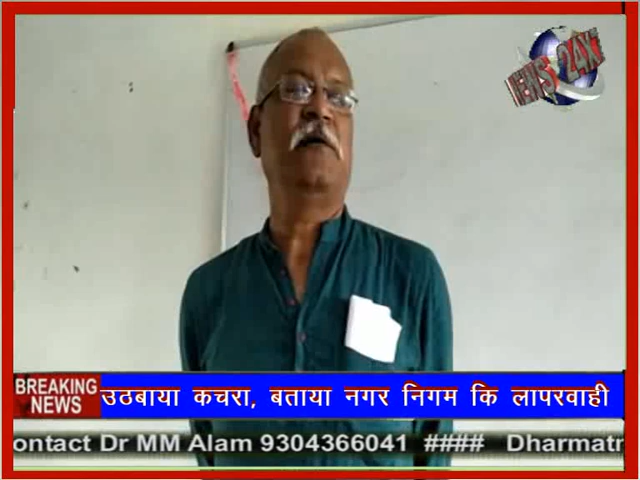 NEWS 24X
BREAKING NEWS
उठबाया कचरा, बताया नगर निगम कि लापरवाही
ontact Dr MM Alam 9304366041 #### Dharmatr